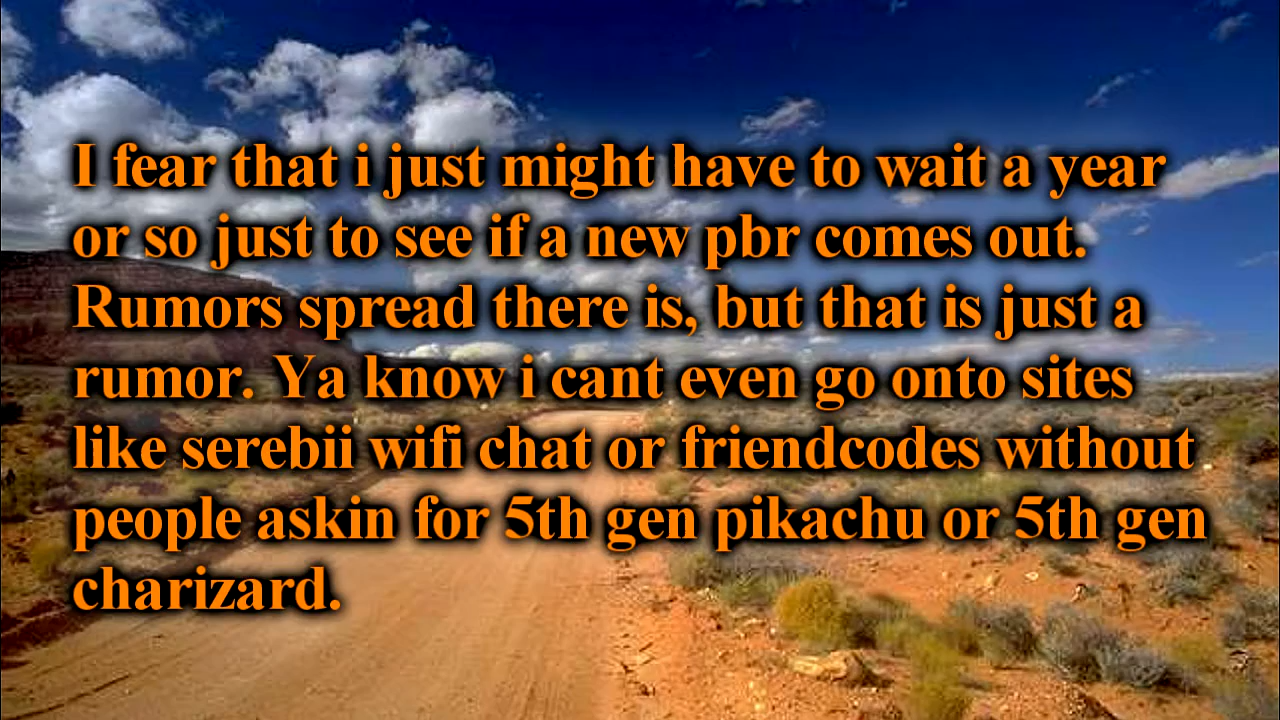 I fear that i just might have to wait a year
or so just to see if a new pbr comes out.
Rumors spread there is, but that is just a
rumor. Ya know i cant even go onto sites
like serebii wifi chat or friendcodes without
people askin for 5th gen pikachu or 5th gen
charizard.